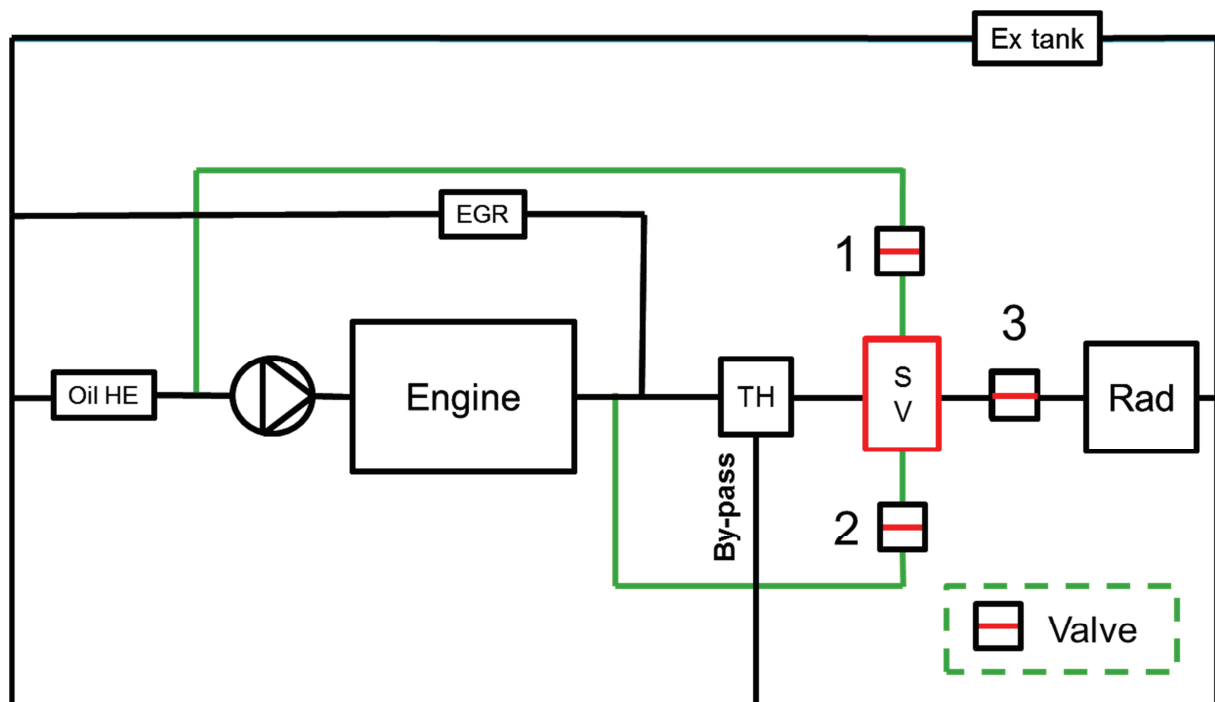 Ex tank
EGR
1
3
Oil HE
Engine
TH
S
V
Rad
By-pass
2
Valve